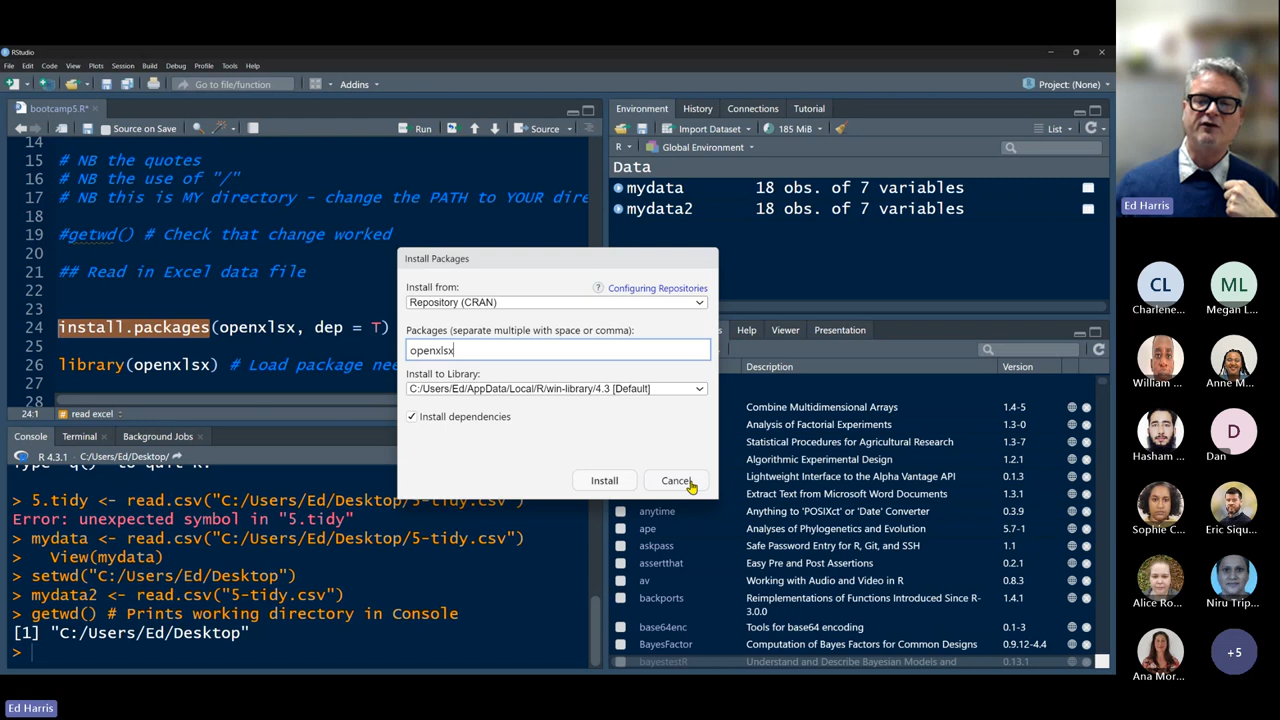 RStudio
File Edit Code View Plots Session Build Debug Profile Tools Help
Go to file/function
Addins
Project: (None)
bootcamp5.R*
Source on Save
Run
Source
14
15 # NB the quotes
16 # NB the use of "/"
17 # NB this is MY directory - change the PATH to YOUR dire
18
19 #getwd() # Check that change worked
20
21 ## Read in Excel data file
22
23
24 install.packages(openxlsx, dep = T)
25
26 library(openxlsx) # Load package nee
27
28
24:1 read excel
Console Terminal Background Jobs
R 4.3.1 · C:/Users/Ed/Desktop/
Type 'q()' to quit R.
> 5.tidy <- read.csv("C:/Users/Ed/Desktop/5-tidy.csv")
Error: unexpected symbol in "5.tidy"
> mydata <- read.csv("C:/Users/Ed/Desktop/5-tidy.csv")
> View(mydata)
> setwd("C:/Users/Ed/Desktop")
> mydata2 <- read.csv("5-tidy.csv")
> getwd() # Prints working directory in Console
[1] "C:/Users/Ed/Desktop"
>
Environment History Connections Tutorial
Import Dataset 185 MiB List
R Global Environment
Data
mydata 18 obs. of 7 variables
mydata2 18 obs. of 7 variables
Install Packages
Install from: ? Configuring Repositories
Repository (CRAN)
Packages (separate multiple with space or comma):
openxlsx
Install to Library:
C:/Users/Ed/AppData/Local/R/win-library/4.3 [Default]
Install dependencies
Install Cancel
Help Viewer Presentation
Description Version
Combine Multidimensional Arrays 1.4-5
Analysis of Factorial Experiments 1.3-0
Statistical Procedures for Agricultural Research 1.3-7
Algorithmic Experimental Design 1.2.1
Lightweight Interface to the Alpha Vantage API 0.1.3
Extract Text from Microsoft Word Documents 1.3.1
anytime Anything to 'POSIXct' or 'Date' Converter 0.3.9
ape Analyses of Phylogenetics and Evolution 5.7-1
askpass Safe Password Entry for R, Git, and SSH 1.1
assertthat Easy Pre and Post Assertions 0.2.1
av Working with Audio and Video in R 0.8.3
backports Reimplementations of Functions Introduced Since R-
3.0.0 1.4.1
base64enc Tools for base64 encoding 0.1-3
BayesFactor Computation of Bayes Factors for Common Designs 0.9.12-4.4
bayestestR Understand and Describe Bayesian Models and 0.13.1
Ed Harris
CL ML
Charlene... Megan L...
William ... Anne M...
D
Hasham ... Dan
Sophie C... Eric Siqu...
Alice Ro... Niru Trip...
+5
Ana Mor...
Ed Harris